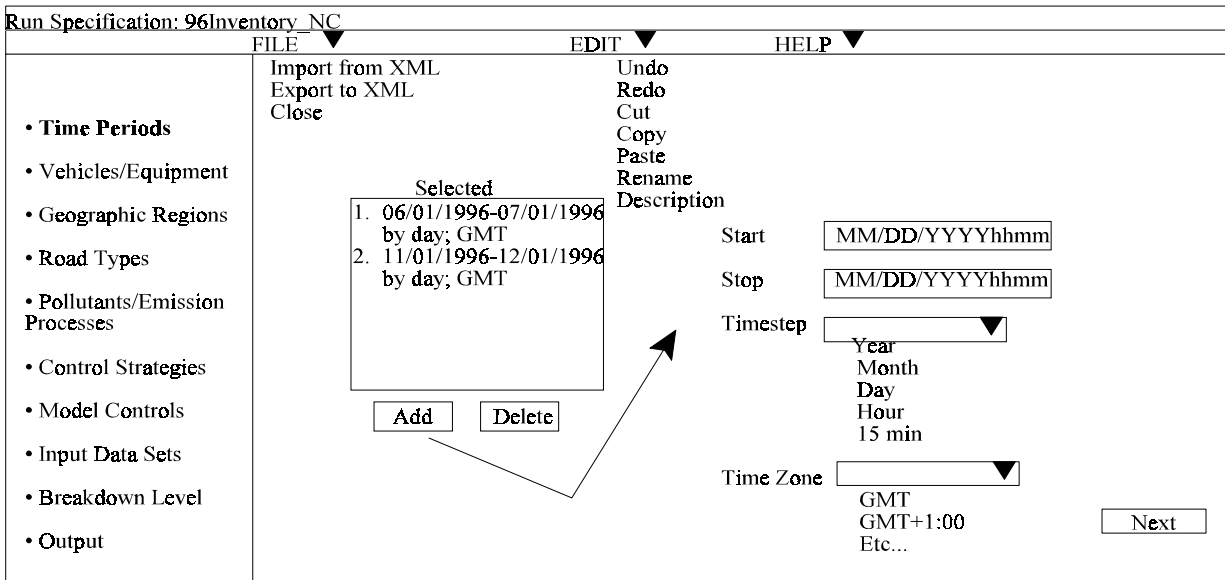 Run Specification: 96Inventory_NC
FILE EDIT HELP
Import from XML
Export to XML
Close
Undo
Redo
Cut
Copy
Paste
Rename
Description
• Time Periods
• Vehicles/Equipment
• Geographic Regions
• Road Types
• Pollutants/Emission
Processes
• Control Strategies
• Model Controls
• Input Data Sets
• Breakdown Level
• Output
Selected
1. 06/01/1996-07/01/1996
by day; GMT
2. 11/01/1996-12/01/1996
by day; GMT
Add Delete
Start MM/DD/YYYYhhmm
Stop MM/DD/YYYYhhmm
Timestep
Year
Month
Day
Hour
15 min
Time Zone
GMT
GMT+1:00
Etc...
Next